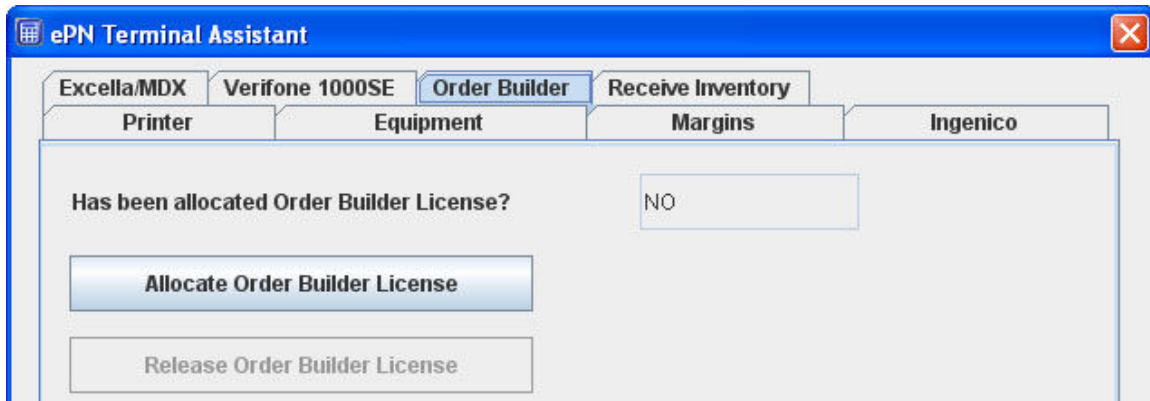 ePN Terminal Assistant
Excella/MDX Verifone 1000SE Order Builder Receive Inventory
Printer Equipment Margins Ingenico
Has been allocated Order Builder License? NO
Allocate Order Builder License
Release Order Builder License